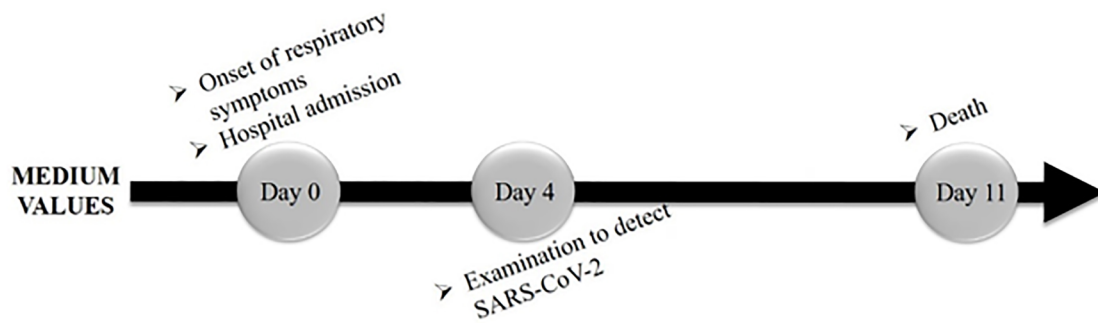 ➢ Onset of respiratory
symptoms
➢ Hospital admission
➢ Death
MEDIUM
VALUES
Day 0
Day 4
Day 11
➢ Examination to detect
SARS-CoV-2